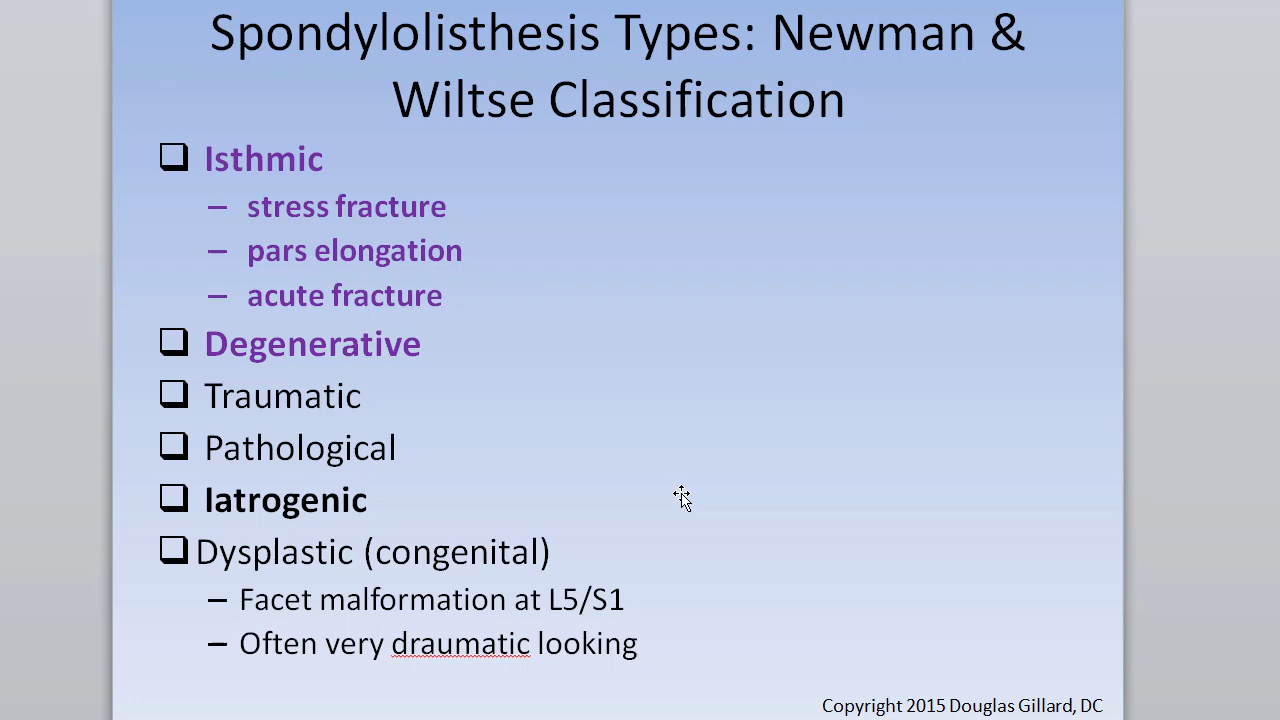 Spondylolisthesis Types: Newman &
Wiltse Classification
Isthmic
– stress fracture
– pars elongation
– acute fracture
Degenerative
Traumatic
Pathological
Iatrogenic
Dysplastic (congenital)
– Facet malformation at L5/S1
– Often very draumatic looking
Copyright 2015 Douglas Gillard, DC